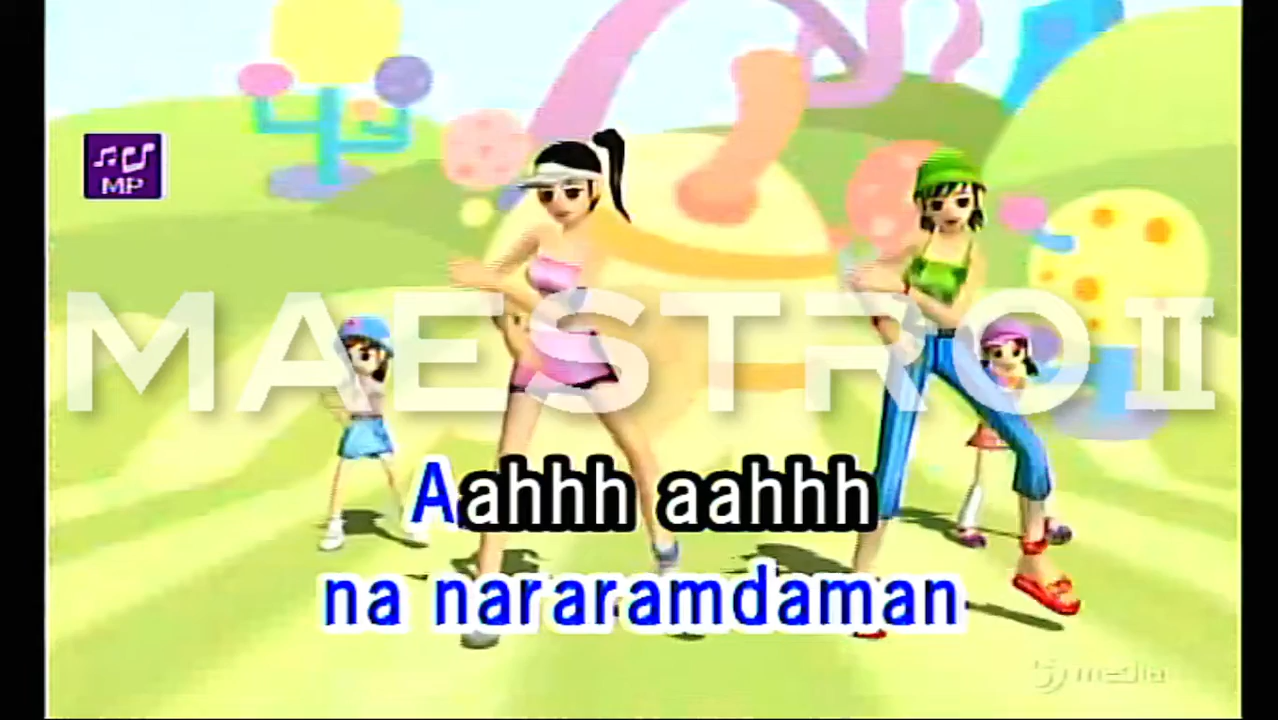 MP
MAESTRO II
Aahhh aahhh
na nararamdaman
media